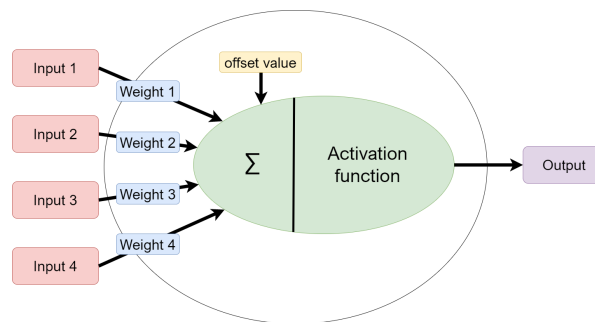 Input 1
Weight 1
offset value
Input 2
Weight 2
Σ
Activation
function
Output
Input 3
Weight 3
Weight 4
Input 4